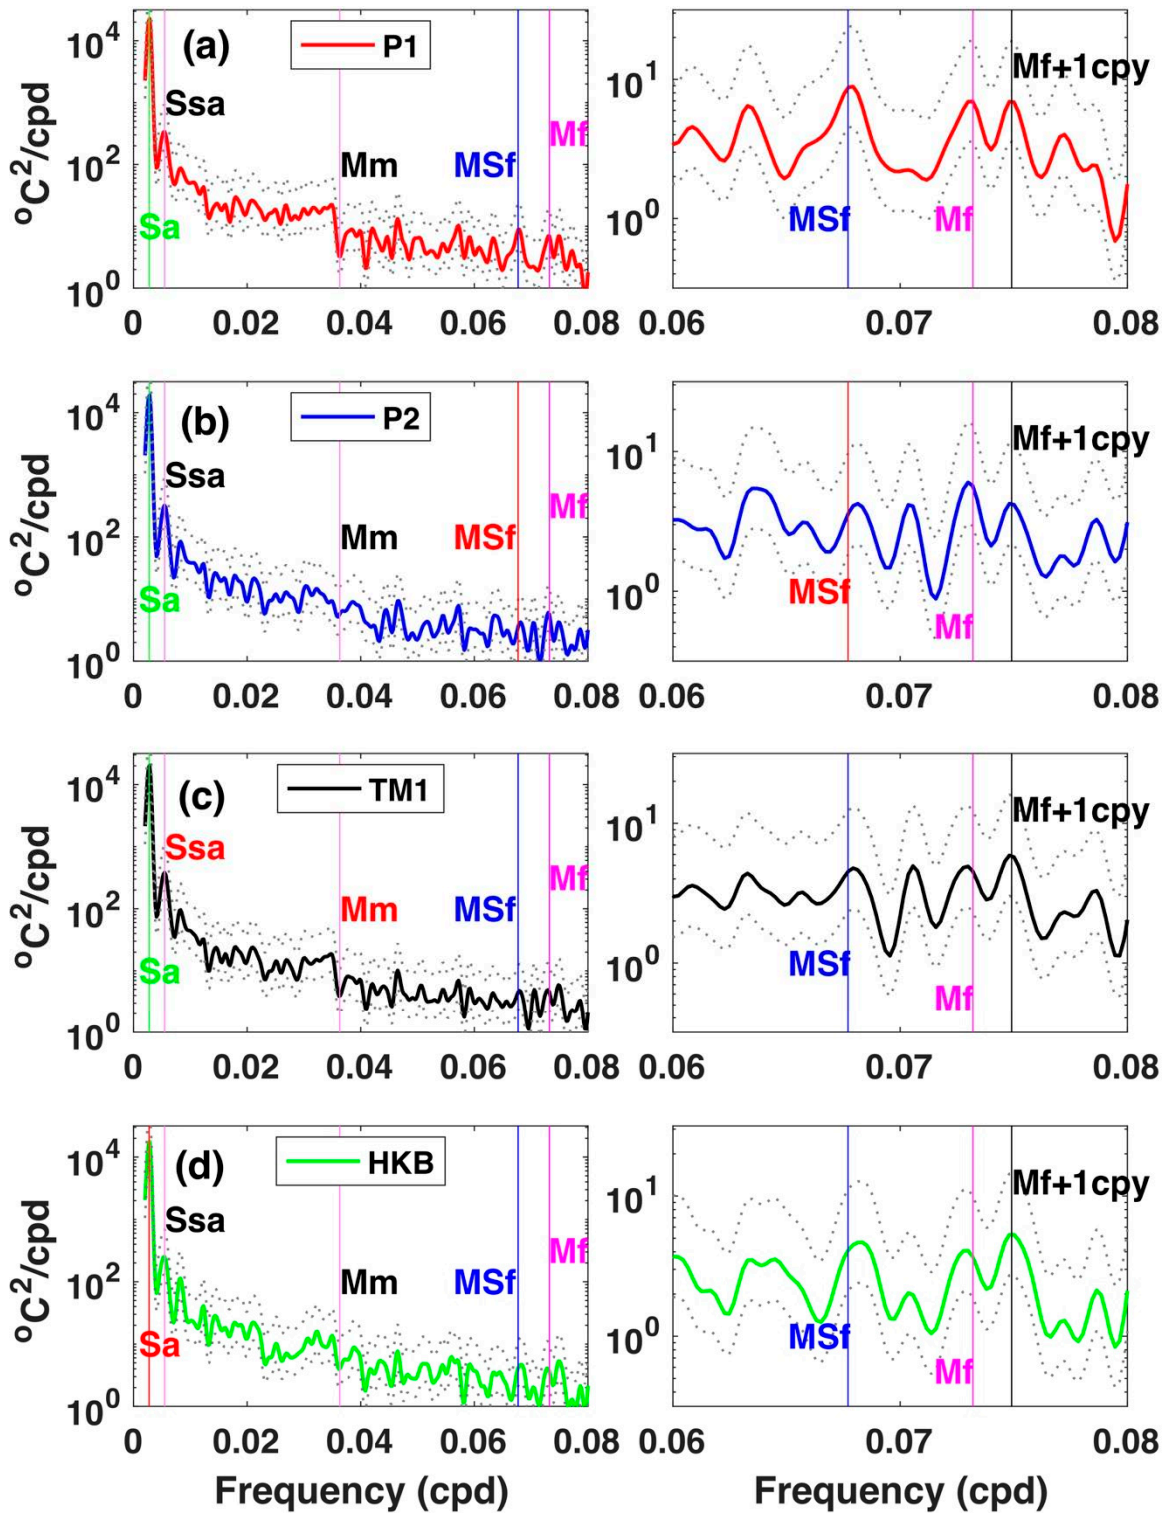 (a)
P1
Ssa
Sa
Mm
MSf
Mf
°C²/cpd
10⁴
10²
10⁰
0 0.02 0.04 0.06 0.08
Mf+1cpy
MSf
Mf
10¹
10⁰
0.06 0.07 0.08
(b)
P2
Ssa
Sa
Mm
MSf
Mf
°C²/cpd
10⁴
10²
10⁰
0 0.02 0.04 0.06 0.08
Mf+1cpy
MSf
Mf
10¹
10⁰
0.06 0.07 0.08
(c)
TM1
Ssa
Sa
Mm
MSf
Mf
°C²/cpd
10⁴
10²
10⁰
0 0.02 0.04 0.06 0.08
Mf+1cpy
MSf
Mf
10¹
10⁰
0.06 0.07 0.08
(d)
HKB
Ssa
Sa
Mm
MSf
Mf
°C²/cpd
10⁴
10²
10⁰
0 0.02 0.04 0.06 0.08
Frequency (cpd)
Mf+1cpy
MSf
Mf
10¹
10⁰
0.06 0.07 0.08
Frequency (cpd)